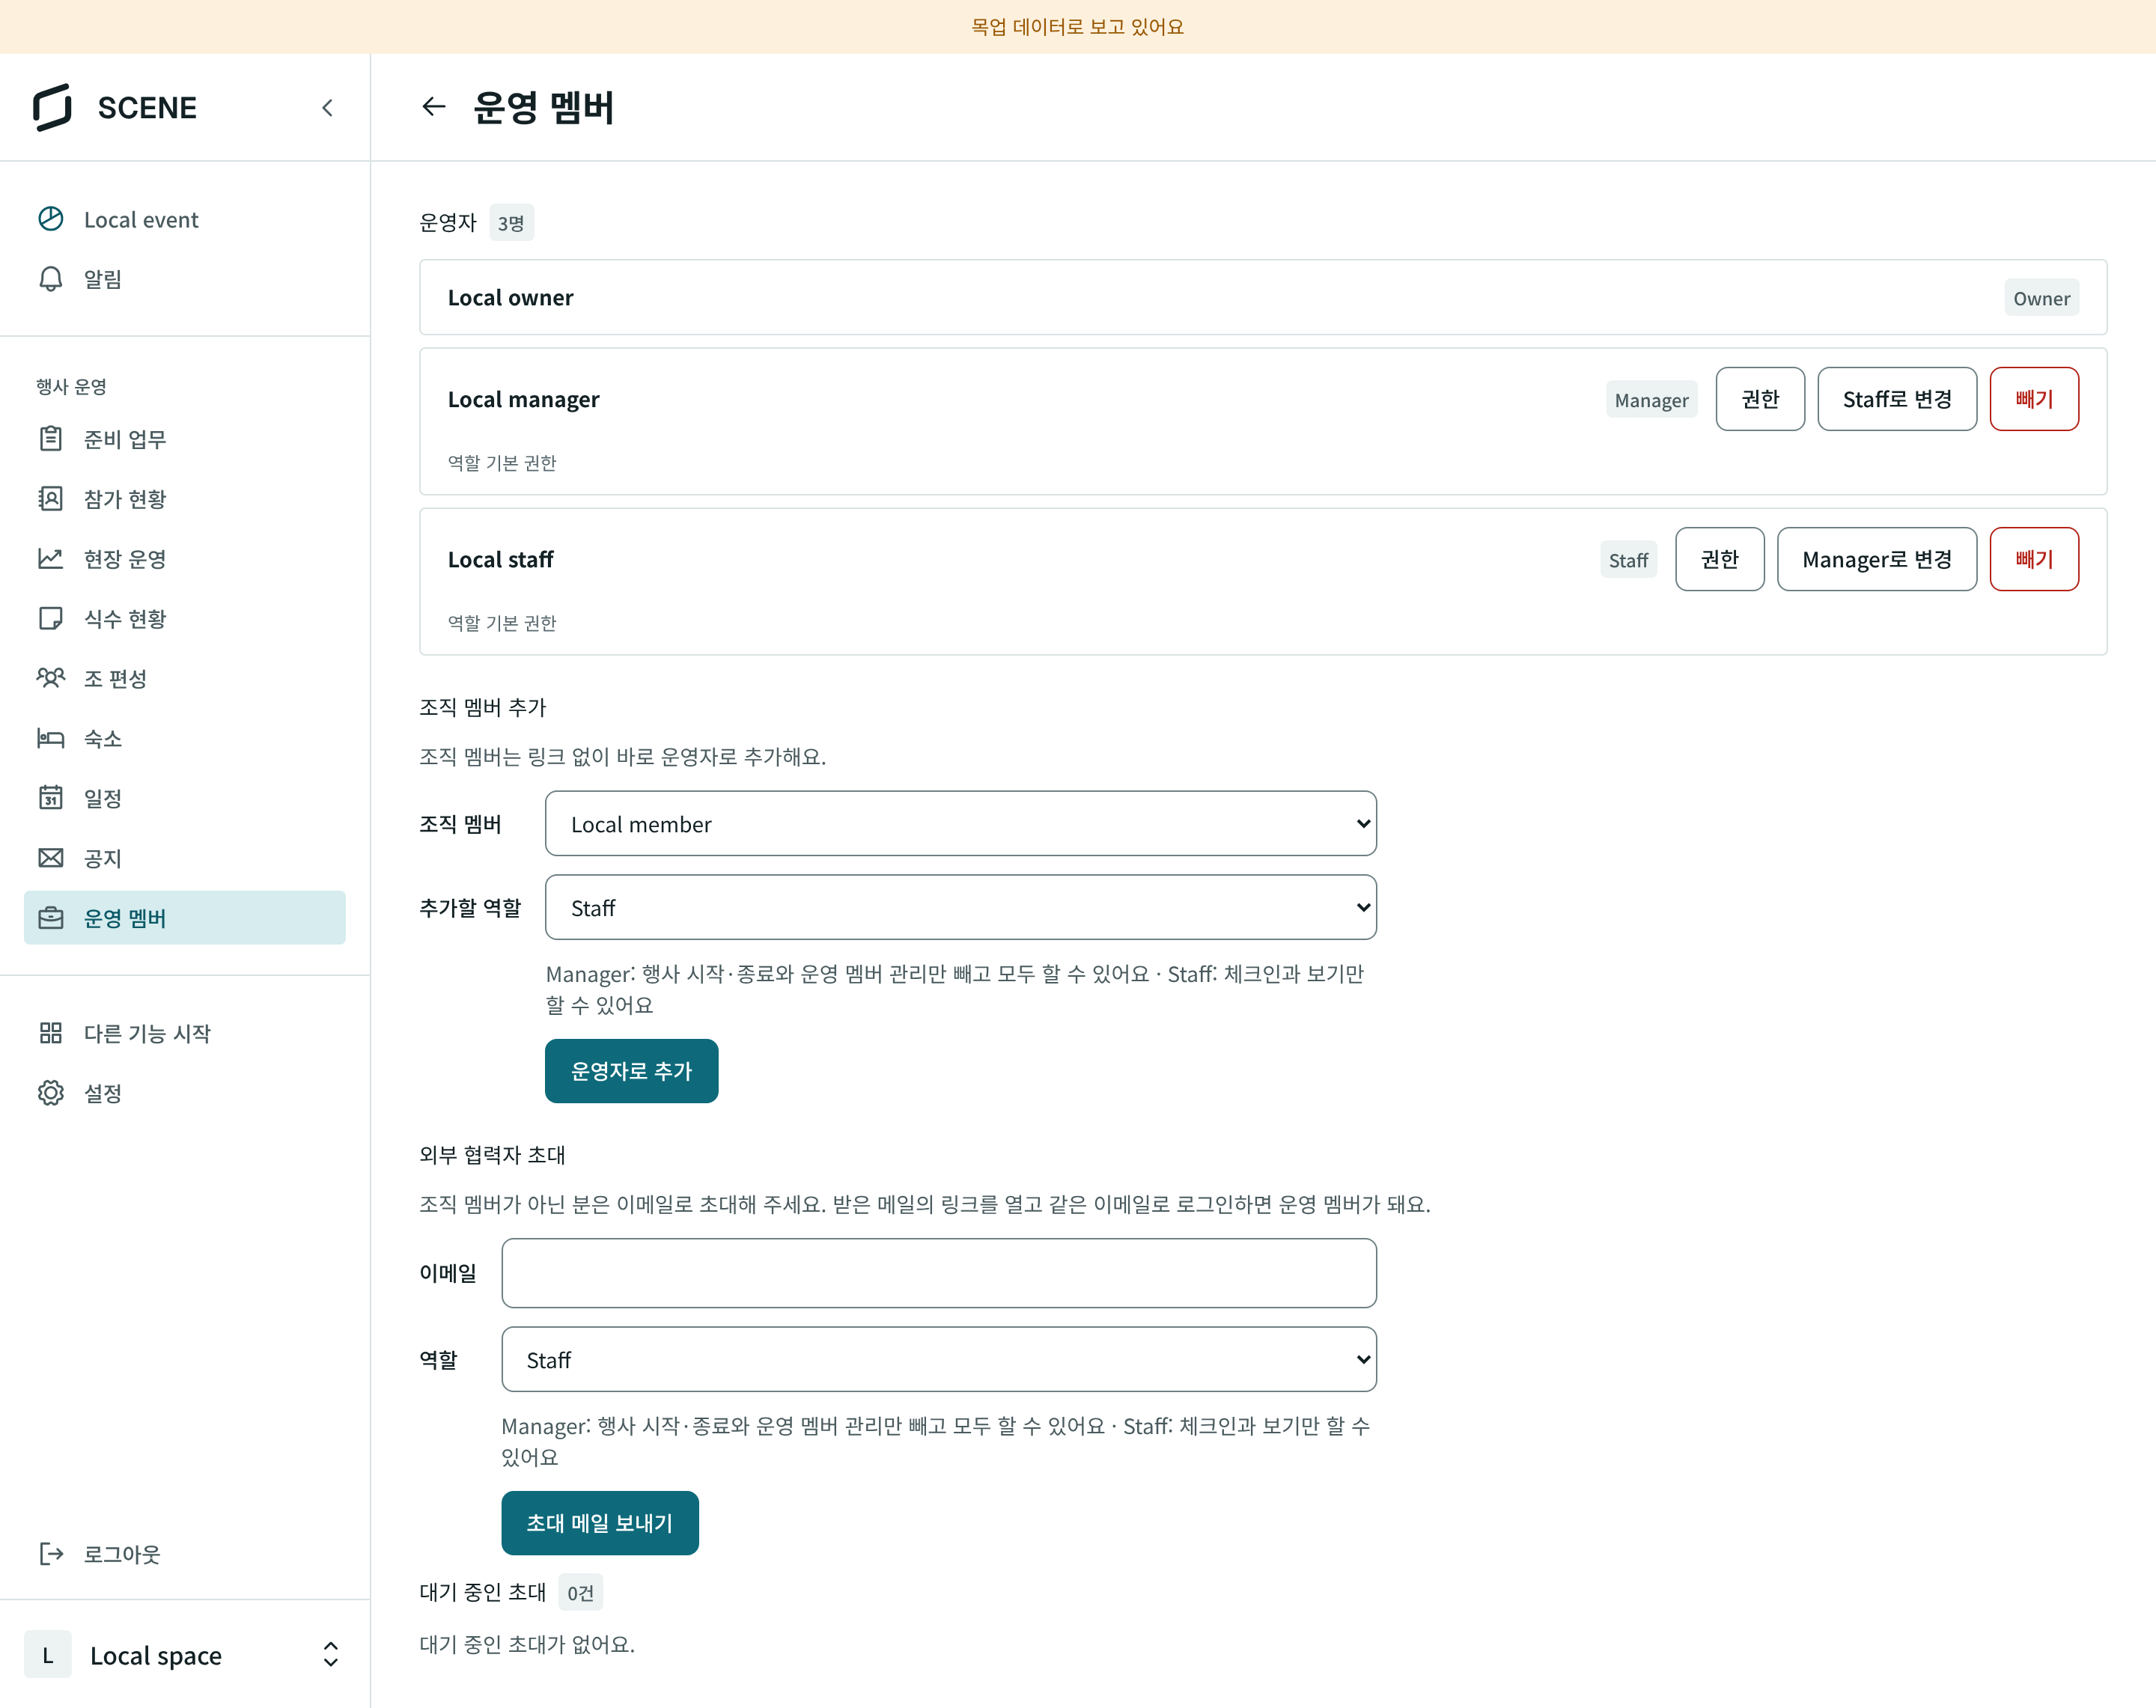 목업 데이터로 보고 있어요
SCENE
운영 멤버
Local event
알림
행사 운영
준비 업무
참가 현황
현장 운영
식수 현황
조 편성
숙소
31
일정
공지
운영 멤버
다른 기능 시작
설정
로그아웃
L
Local space
운영자 3명
Local owner
Owner
Local manager
Manager
권한
Staff로 변경
빼기
역할 기본 권한
Local staff
Staff
권한
Manager로 변경
빼기
역할 기본 권한
조직 멤버 추가
조직 멤버는 링크 없이 바로 운영자로 추가해요.
조직 멤버
Local member
추가할 역할
Staff
Manager: 행사 시작·종료와 운영 멤버 관리만 빼고 모두 할 수 있어요 · Staff: 체크인과 보기만
할 수 있어요
운영자로 추가
외부 협력자 초대
조직 멤버가 아닌 분은 이메일로 초대해 주세요. 받은 메일의 링크를 열고 같은 이메일로 로그인하면 운영 멤버가 돼요.
이메일
역할
Staff
Manager: 행사 시작·종료와 운영 멤버 관리만 빼고 모두 할 수 있어요 · Staff: 체크인과 보기만 할 수
있어요
초대 메일 보내기
대기 중인 초대 0건
대기 중인 초대가 없어요.